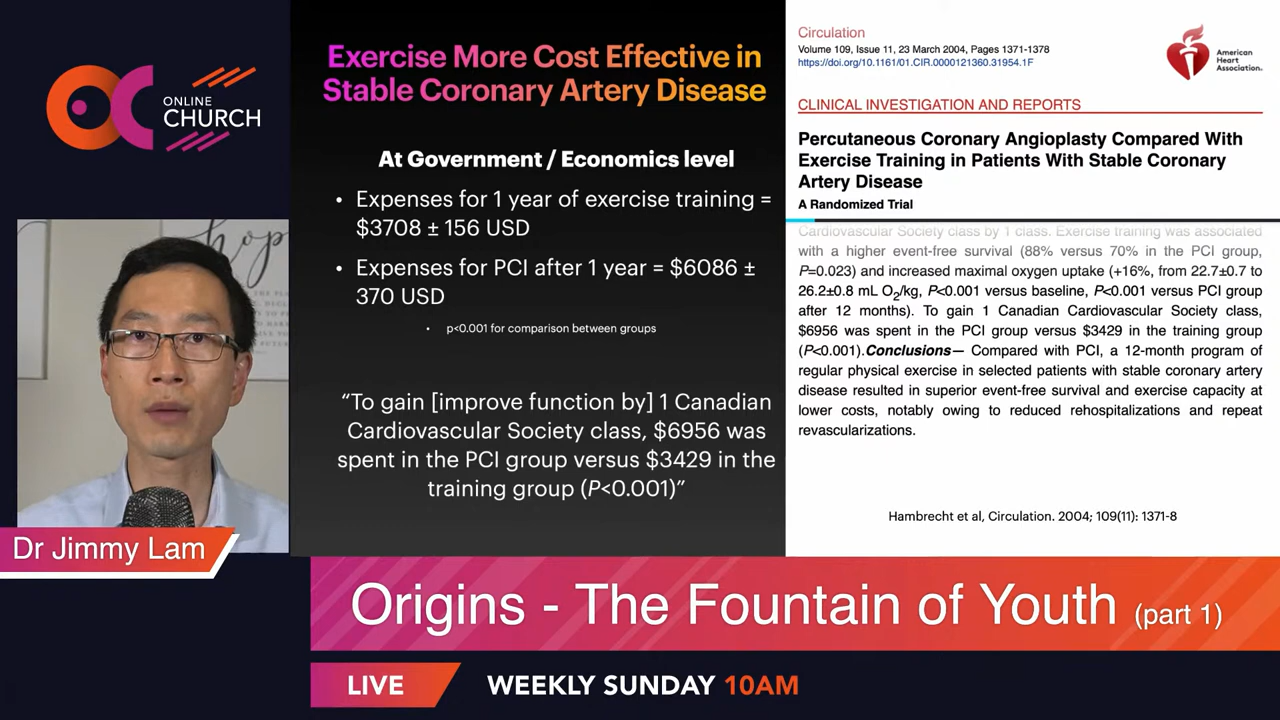 ONLINE
CHURCH
hope
Dr Jimmy Lam
Exercise More Cost Effective in
Stable Coronary Artery Disease
At Government / Economics level
• Expenses for 1 year of exercise training =
$3708 ± 156 USD
• Expenses for PCI after 1 year = $6086 ±
370 USD
• p<0.001 for comparison between groups
“To gain [improve function by] 1 Canadian
Cardiovascular Society class, $6956 was
spent in the PCI group versus $3429 in the
training group (P<0.001)”
Circulation
Volume 109, Issue 11, 23 March 2004, Pages 1371-1378
https://doi.org/10.1161/01.CIR.0000121360.31954.1F
American
Heart
Association.
CLINICAL INVESTIGATION AND REPORTS
Percutaneous Coronary Angioplasty Compared With
Exercise Training in Patients With Stable Coronary
Artery Disease
A Randomized Trial
Cardiovascular Society class by 1 class. Exercise training was associated
with a higher event-free survival (88% versus 70% in the PCI group,
P=0.023) and increased maximal oxygen uptake (+16%, from 22.7±0.7 to
26.2±0.8 mL O2/kg, P<0.001 versus baseline, P<0.001 versus PCI group
after 12 months). To gain 1 Canadian Cardiovascular Society class,
$6956 was spent in the PCI group versus $3429 in the training group
(P<0.001).Conclusions— Compared with PCI, a 12-month program of
regular physical exercise in selected patients with stable coronary artery
disease resulted in superior event-free survival and exercise capacity at
lower costs, notably owing to reduced rehospitalizations and repeat
revascularizations.
Hambrecht et al, Circulation. 2004; 109(11): 1371-8
Origins - The Fountain of Youth (part 1)
LIVE
WEEKLY SUNDAY 10AM